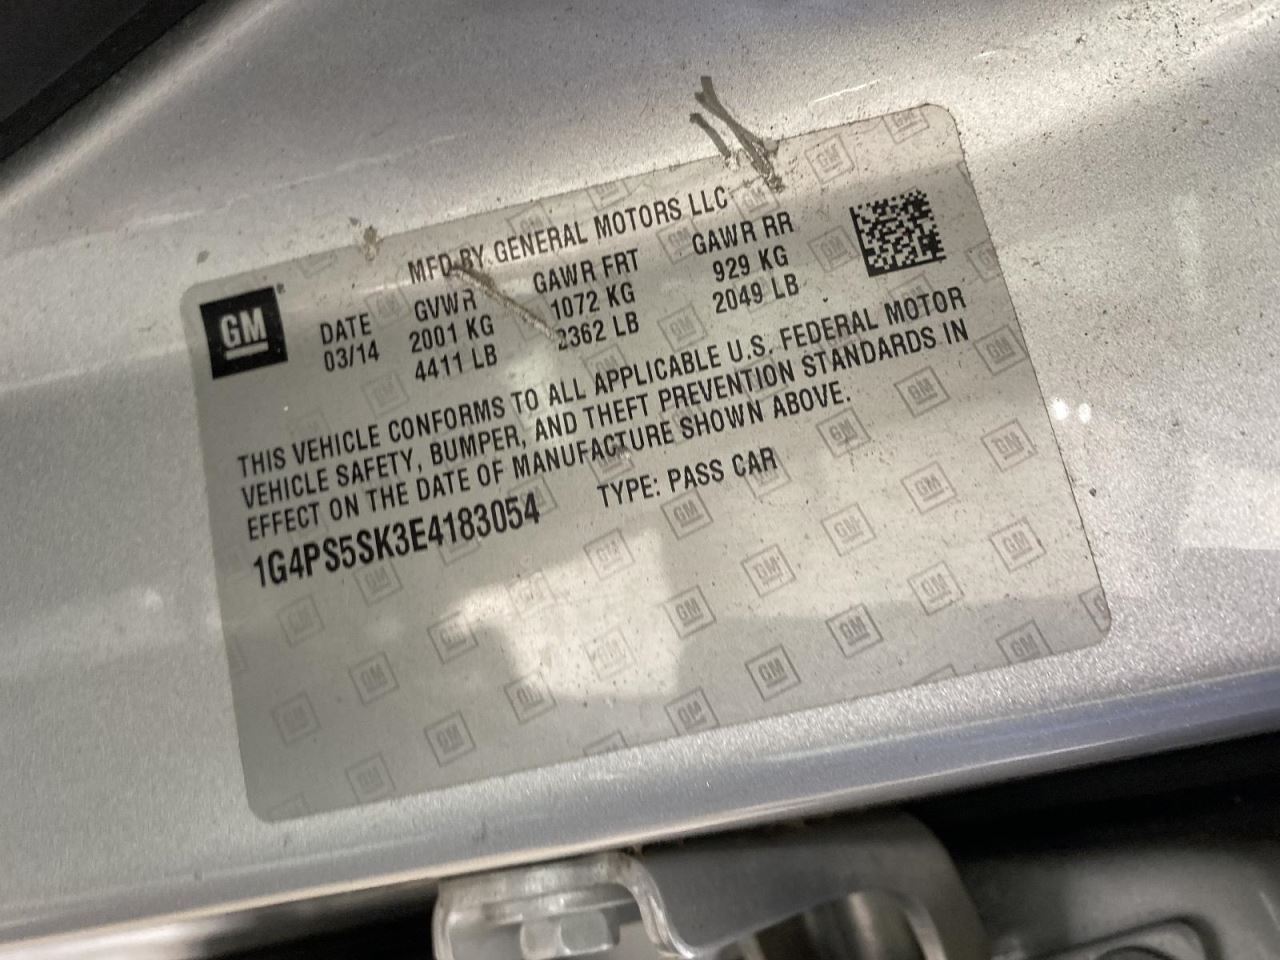 MFD BY GENERAL MOTORS LLC
GM
DATE GVWR GAWR FRT GAWR RR
03/14 2001 KG 1072 KG 929 KG
4411 LB 2362 LB 2049 LB
THIS VEHICLE CONFORMS TO ALL APPLICABLE U.S. FEDERAL MOTOR
VEHICLE SAFETY, BUMPER, AND THEFT PREVENTION STANDARDS IN
EFFECT ON THE DATE OF MANUFACTURE SHOWN ABOVE.
1G4PS5SK3E4183054 TYPE: PASS CAR